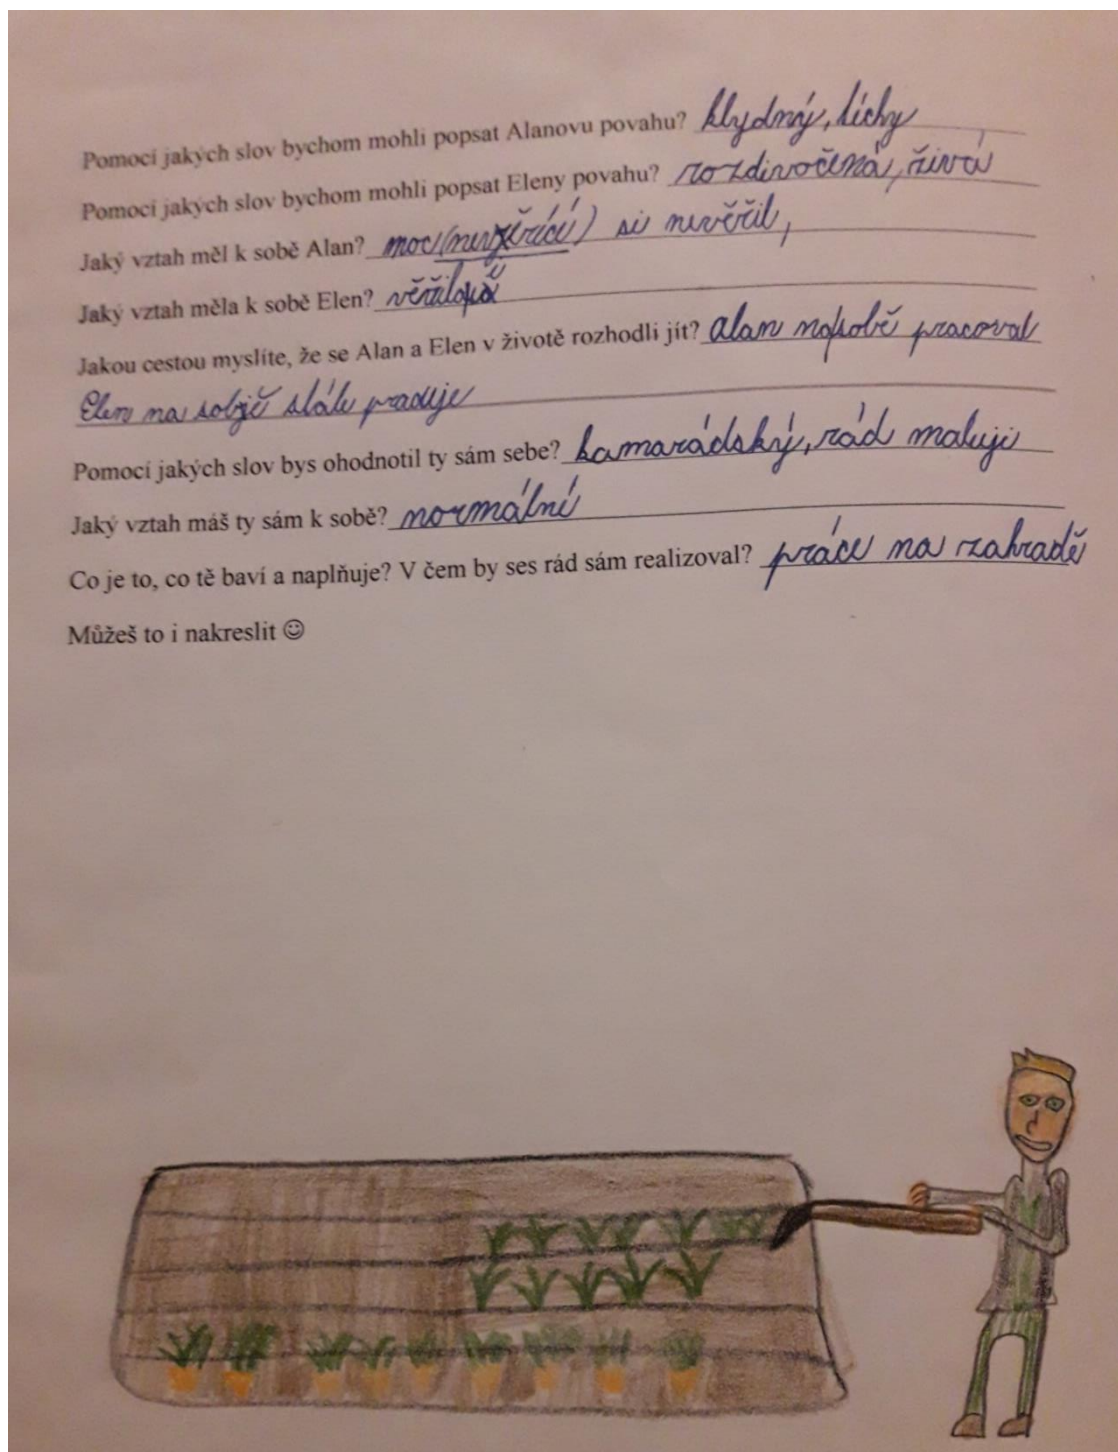 Pomocí jakých slov bychom mohli popsat Alanovu povahu? klydný, tichy
Pomocí jakých slov bychom mohli popsat Eleny povahu? rozdivočená, živá
Jaký vztah měl k sobě Alan? moc si nevěřil,
Jaký vztah měla k sobě Elen? věřila
Jakou cestou myslíte, že se Alan a Elen v životě rozhodli jít? Alan na sobě pracoval
Elen na sobě stále pracuje
Pomocí jakých slov bys ohodnotil ty sám sebe? kamarádský, rád maluji
Jaký vztah máš ty sám k sobě? normální
Co je to, co tě baví a naplňuje? V čem by ses rád sám realizoval? práce na zahradě
Můžeš to i nakreslit ☺